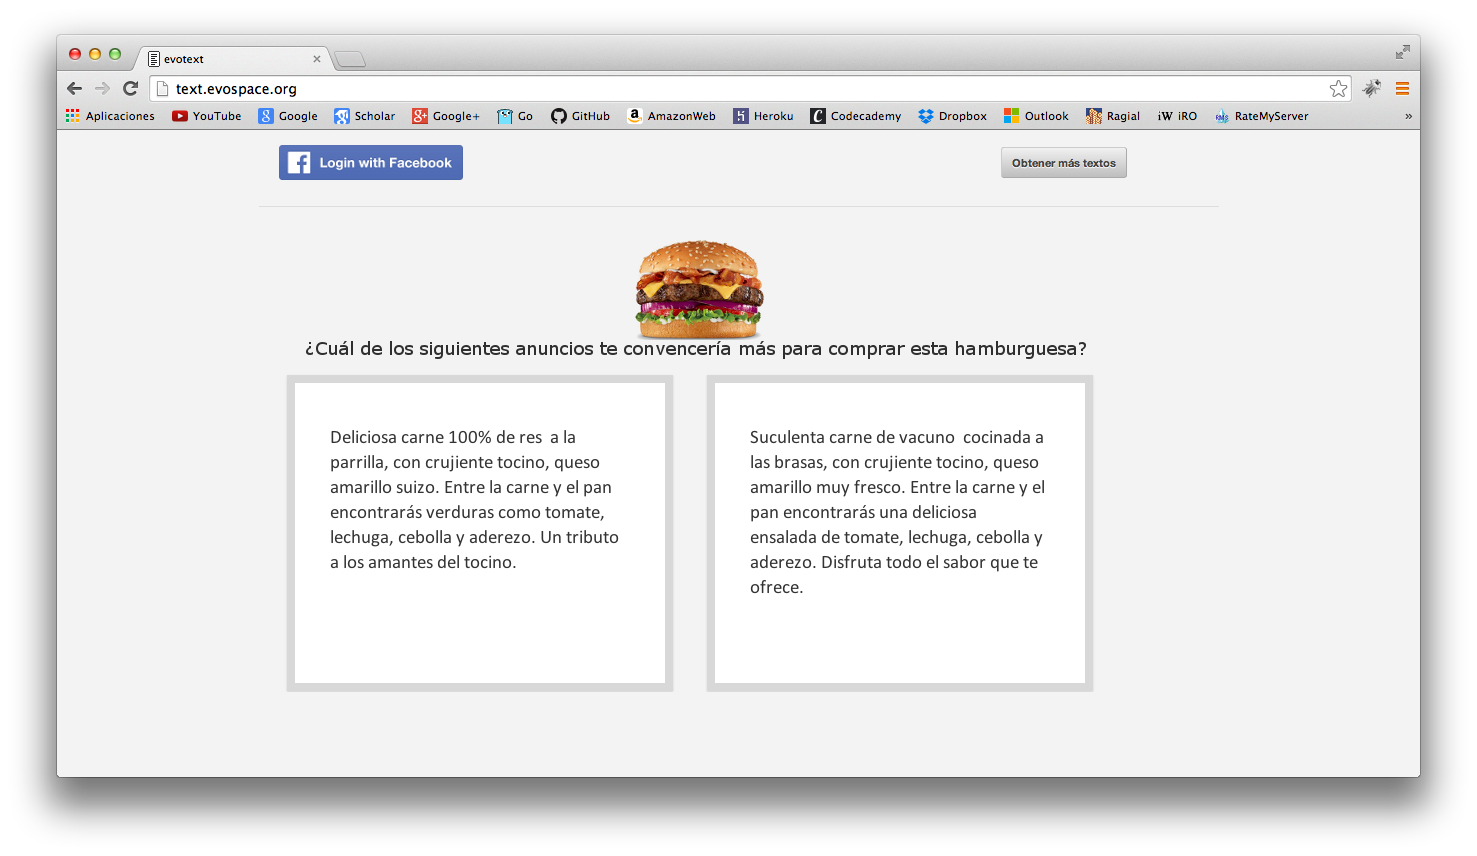 evotext
text.evospace.org
Aplicaciones YouTube Google Scholar Google+ Go GitHub AmazonWeb Heroku Codecademy Dropbox Outlook Ragial iW iRO RMS RateMyServer »
Login with Facebook
Obtener más textos
¿Cuál de los siguientes anuncios te convencería más para comprar esta hamburguesa?
Deliciosa carne 100% de res  a la
parrilla, con crujiente tocino, queso
amarillo suizo. Entre la carne y el pan
encontrarás verduras como tomate,
lechuga, cebolla y aderezo. Un tributo
a los amantes del tocino.
Suculenta carne de vacuno  cocinada a
las brasas, con crujiente tocino, queso
amarillo muy fresco. Entre la carne y el
pan encontrarás una deliciosa
ensalada de tomate, lechuga, cebolla y
aderezo. Disfruta todo el sabor que te
ofrece.